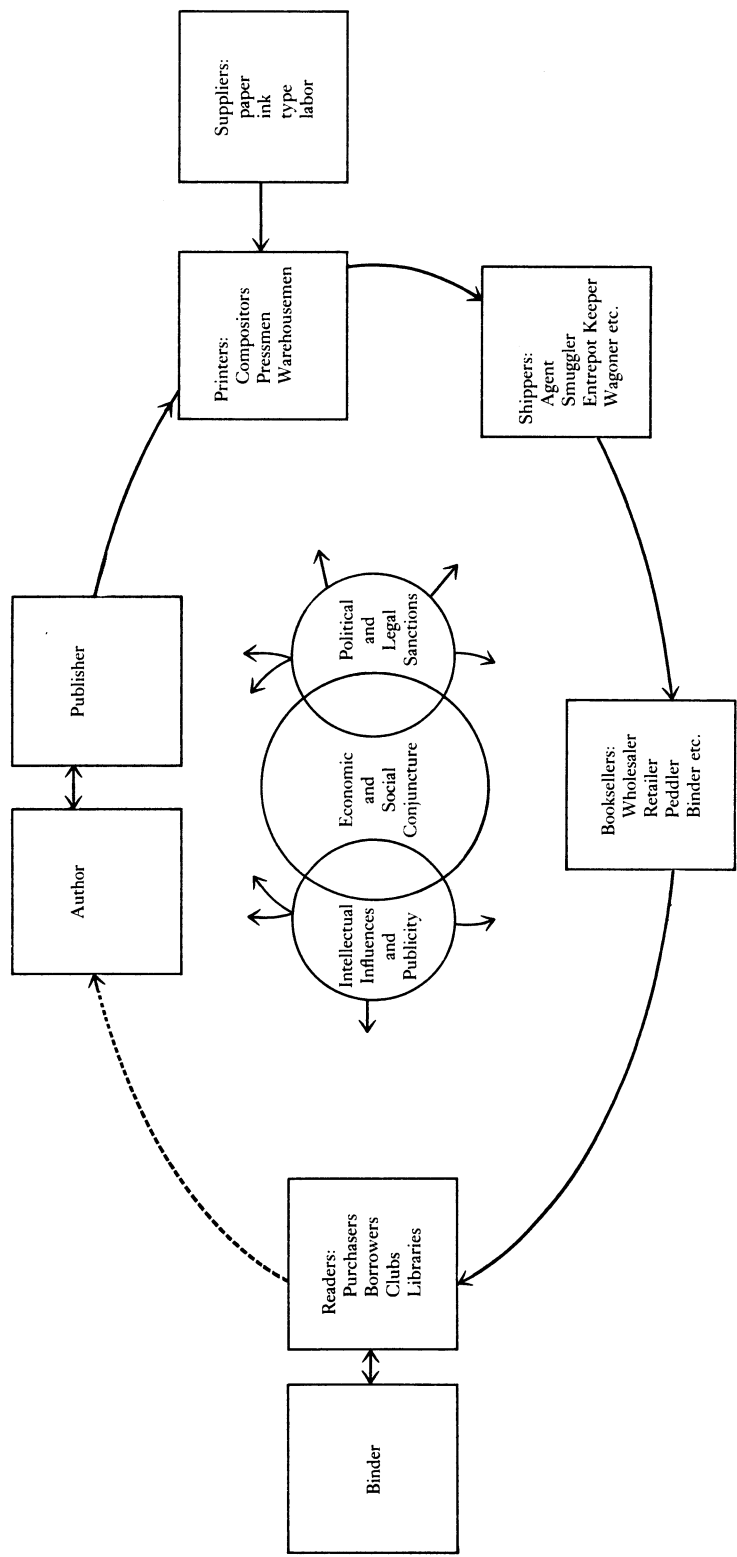 Author
Publisher
Printers:
Compositors
Pressmen
Warehousemen
Suppliers:
paper
ink
type
labor
Binder
Readers:
Purchasers
Borrowers
Clubs
Libraries
Intellectual
Influences
and
Publicity
Economic
and
Social
Conjuncture
Political
and
Legal
Sanctions
Shippers:
Agent
Smuggler
Entrepot Keeper
Wagoner etc.
Booksellers:
Wholesaler
Retailer
Peddler
Binder etc.